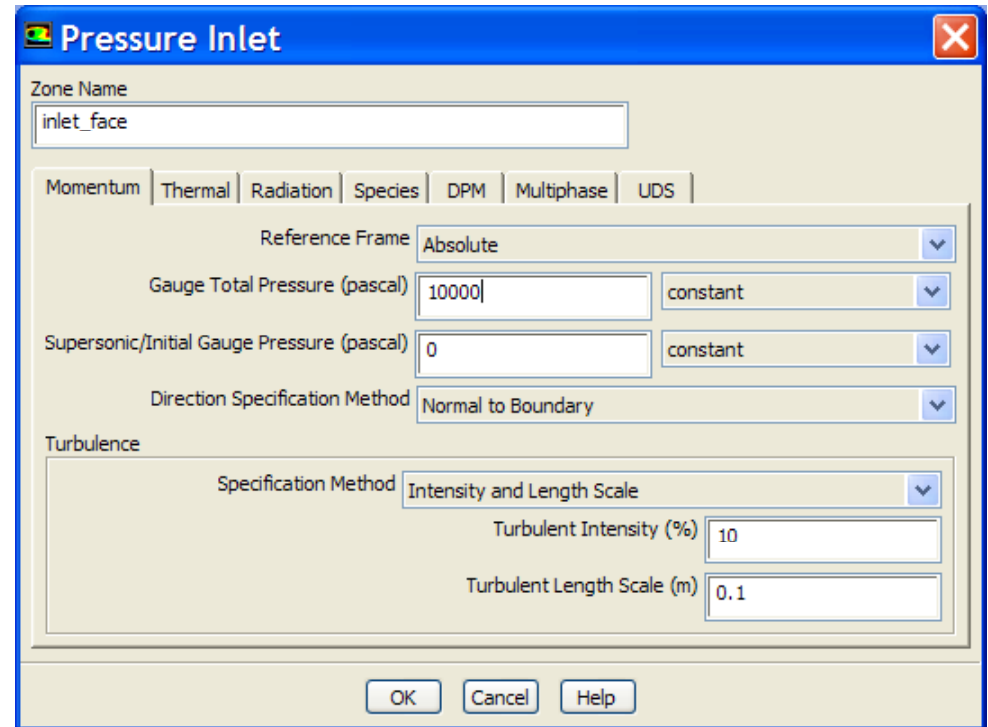 Pressure Inlet
Zone Name
inlet_face
Momentum Thermal Radiation Species DPM Multiphase UDS
Reference Frame Absolute
Gauge Total Pressure (pascal) 10000 constant
Supersonic/Initial Gauge Pressure (pascal) 0 constant
Direction Specification Method Normal to Boundary
Turbulence
Specification Method Intensity and Length Scale
Turbulent Intensity (%) 10
Turbulent Length Scale (m) 0.1
OK Cancel Help